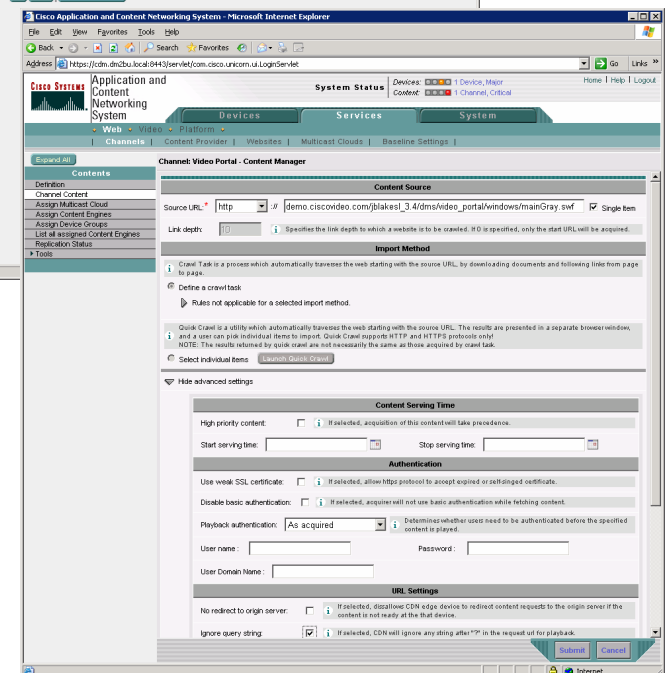 Cisco Application and Content Networking System - Microsoft Internet Explorer
File Edit View Favorites Tools Help
Back Search Favorites
Address https://cdm.dm2bu.local:8443/servlet/com.cisco.unicorn.ui.LoginServlet Go Links »
CISCO SYSTEMS
Application and
Content
Networking
System
System Status
Devices: 1 Device, Major
Content: 1 Channel, Critical
Home | Help | Logout
Devices Services System
Web Video Platform
| Channels | Content Provider | Websites | Multicast Clouds | Baseline Settings |
Expand All
Contents
Definition
Channel Content
Assign Multicast Cloud
Assign Content Engines
Assign Device Groups
List all assigned Content Engines
Replication Status
Tools
Channel: Video Portal - Content Manager
Content Source
Source URL:* http :// demo.ciscovideo.com/jblakesl_3.4/dms/video_portal/windows/mainGray.swf Single Item
Link depth: 10 i Specifies the link depth to which a website is to be crawled. If 0 is specified, only the start URL will be acquired.
Import Method
i Crawl Task is a process which automatically traverses the web starting with the source URL, by downloading documents and following links from page
to page.
Define a crawl task
Rules not applicable for a selected import method.
Quick Crawl is a utility which automatically traverses the web starting with the source URL. The results are presented in a separate browser window,
i and a user can pick individual items to import. Quick Crawl supports HTTP and HTTPS protocols only!
NOTE: The results returned by quick crawl are not necessarily the same as those acquired by crawl task.
Select individual items Launch Quick Crawl
Hide advanced settings
Content Serving Time
High priority content: i If selected, acquisition of this content will take precedence.
Start serving time: Stop serving time:
Authentication
Use weak SSL certificate: i If selected, allow https protocol to accept expired or self-singed certificate.
Disable basic authentication: i If selected, acquirer will not use basic authentication while fetching content.
Playback authentication: As acquired i Determines whether users need to be authenticated before the specified
content is played.
User name : Password :
User Domain Name :
URL Settings
No redirect to origin server: i If selected, dissallows CDN edge device to redirect content requests to the origin server if the
content is not ready at the that device.
Ignore query string: i If selected, CDN will ignore any string after "?" in the request url for playback.
Submit Cancel
Internet